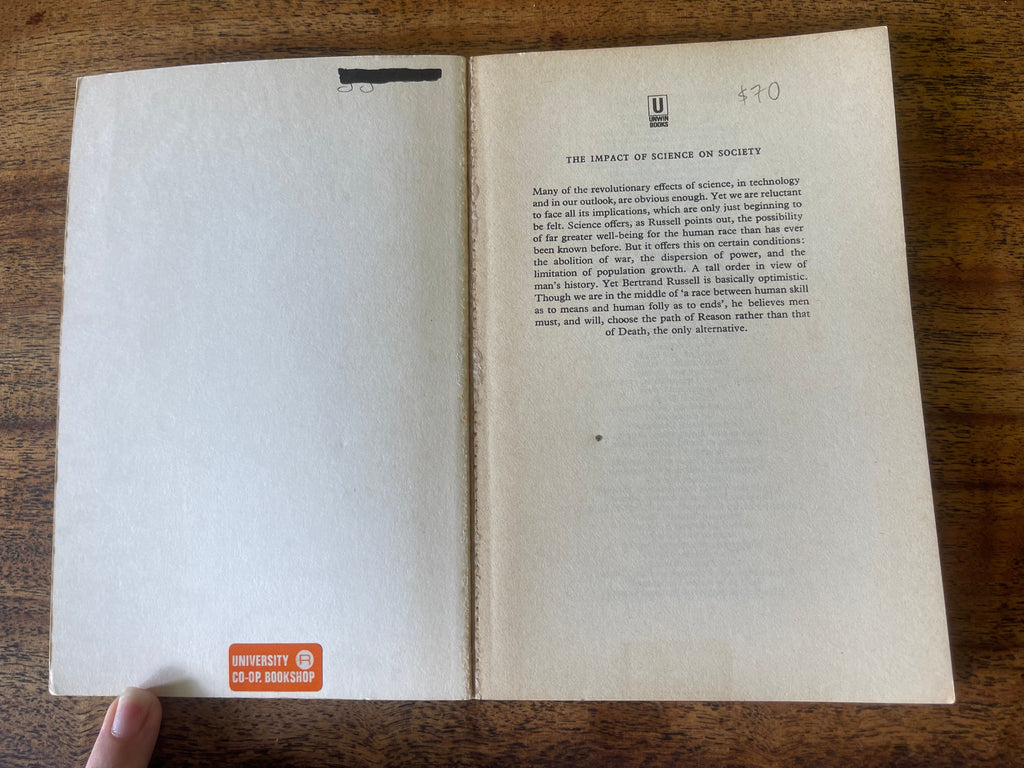 UNIVERSITY
CO-OP. BOOKSHOP
$70
U
UNWIN
BOOKS
THE IMPACT OF SCIENCE ON SOCIETY
Many of the revolutionary effects of science, in technology
and in our outlook, are obvious enough. Yet we are reluctant
to face all its implications, which are only just beginning to
be felt. Science offers, as Russell points out, the possibility
of far greater well-being for the human race than has ever
been known before. But it offers this on certain conditions:
the abolition of war, the dispersion of power, and the
limitation of population growth. A tall order in view of
man's history. Yet Bertrand Russell is basically optimistic.
Though we are in the middle of ‘a race between human skill
as to means and human folly as to ends’, he believes men
must, and will, choose the path of Reason rather than that
of Death, the only alternative.